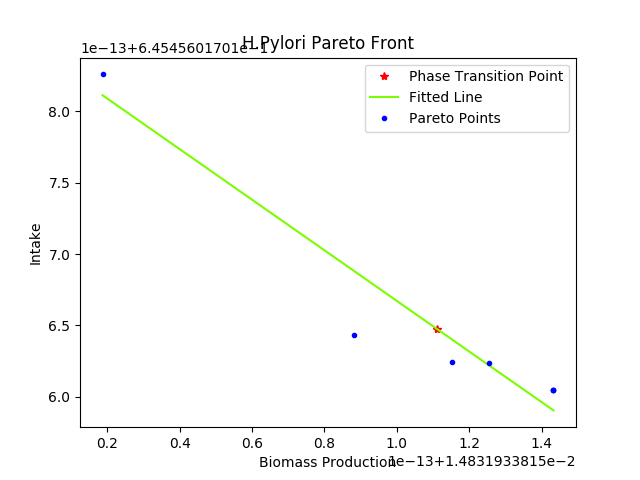 H.Pylori Pareto Front
1e−13+6.4545601701e−1
Phase Transition Point
Fitted Line
Pareto Points
Intake
8.0
7.5
7.0
6.5
6.0
0.2 0.4 0.6 0.8 1.0 1.2 1.4
Biomass Production
1e−13+1.4831933815e−2